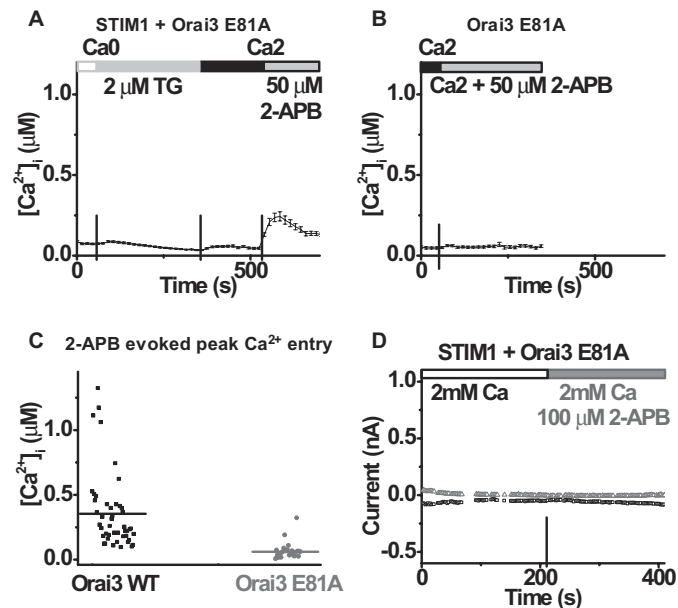 A
STIM1 + Orai3 E81A
Ca0
Ca2
2 μM TG
50 μM
2-APB
[Ca²⁺]ᵢ (μM)
1.0
0.5
0.0
0
500
Time (s)
B
Orai3 E81A
Ca2
Ca2 + 50 μM 2-APB
[Ca²⁺]ᵢ (μM)
1.0
0.5
0.0
0
500
Time (s)
C
2-APB evoked peak Ca²⁺ entry
[Ca²⁺]ᵢ (μM)
1.0
0.5
0.0
Orai3 WT
Orai3 E81A
D
STIM1 + Orai3 E81A
2mM Ca
2mM Ca
100 μM 2-APB
Current (nA)
1.0
0.5
0.0
-0.5
0
200
400
Time (s)